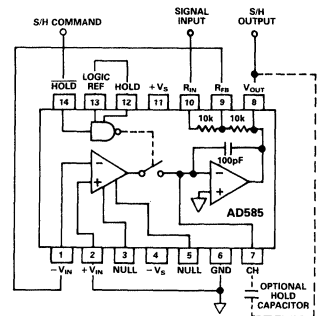 S/H COMMAND
SIGNAL INPUT
S/H OUTPUT
HOLD
LOGIC REF
HOLD
+VS
RIN
RFB
VOUT
14
13
12
11
10
9
8
10k
10k
100pF
AD585
1
2
3
4
5
6
7
−VIN
+VIN
NULL
−VS
NULL
GND
CH
OPTIONAL
HOLD
CAPACITOR